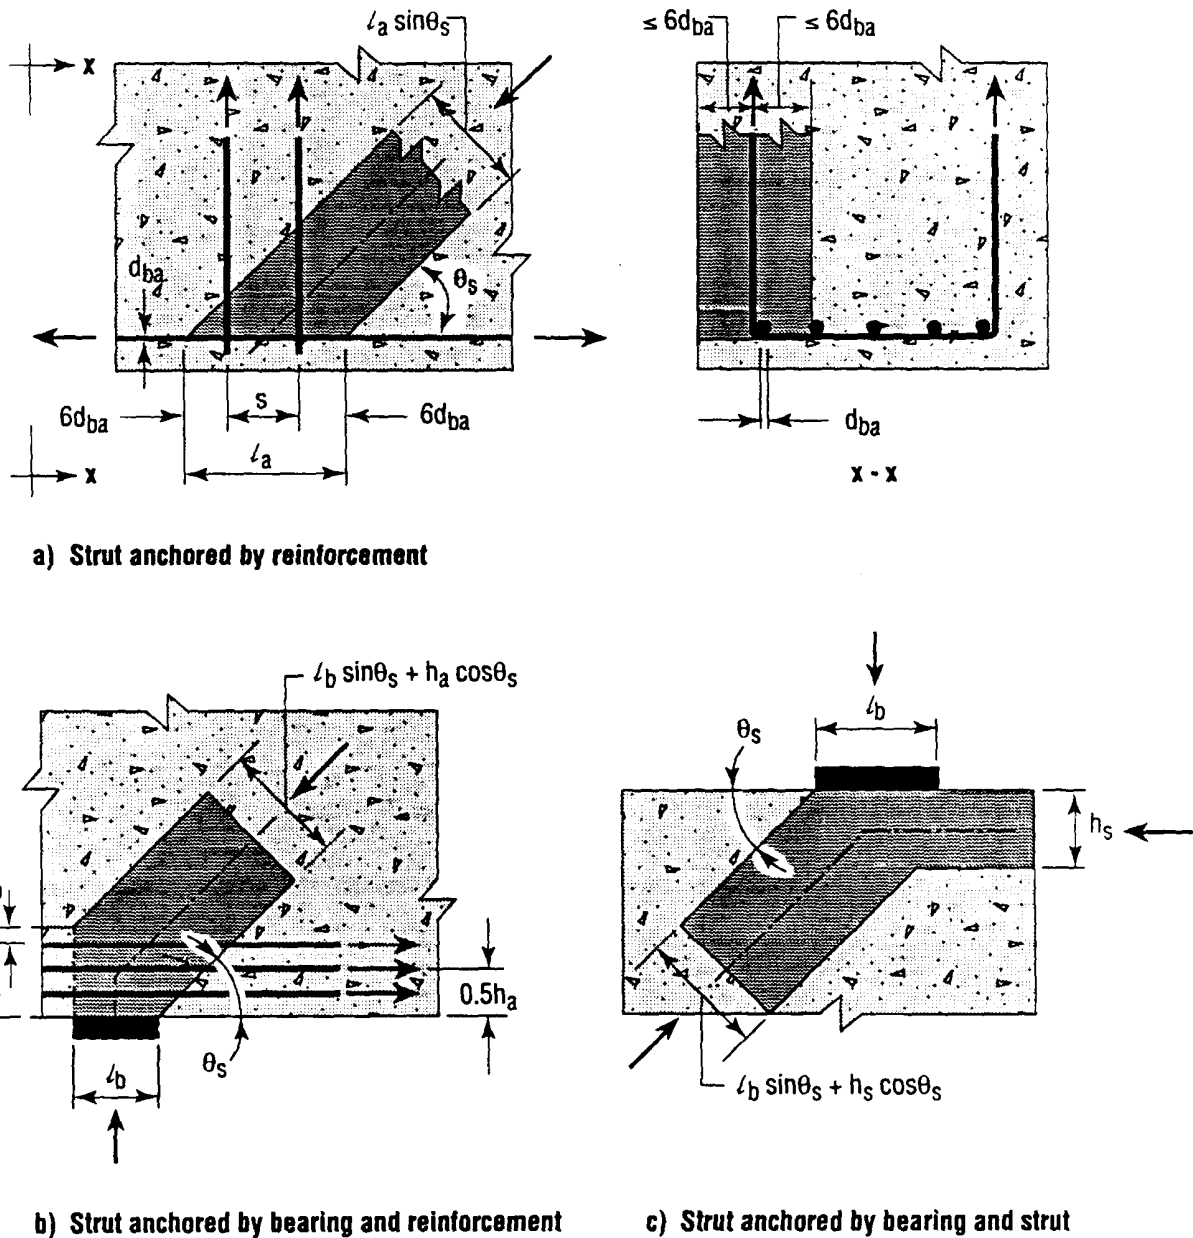 ℓa sinθs
≤ 6dba
≤ 6dba
x
dba
θs
6dba
s
6dba
ℓa
x
dba
x - x
a) Strut anchored by reinforcement
ℓb sinθs + ha cosθs
ℓb
θs
hs
0.5ha
θs
ℓb
ℓb sinθs + hs cosθs
b) Strut anchored by bearing and reinforcement
c) Strut anchored by bearing and strut